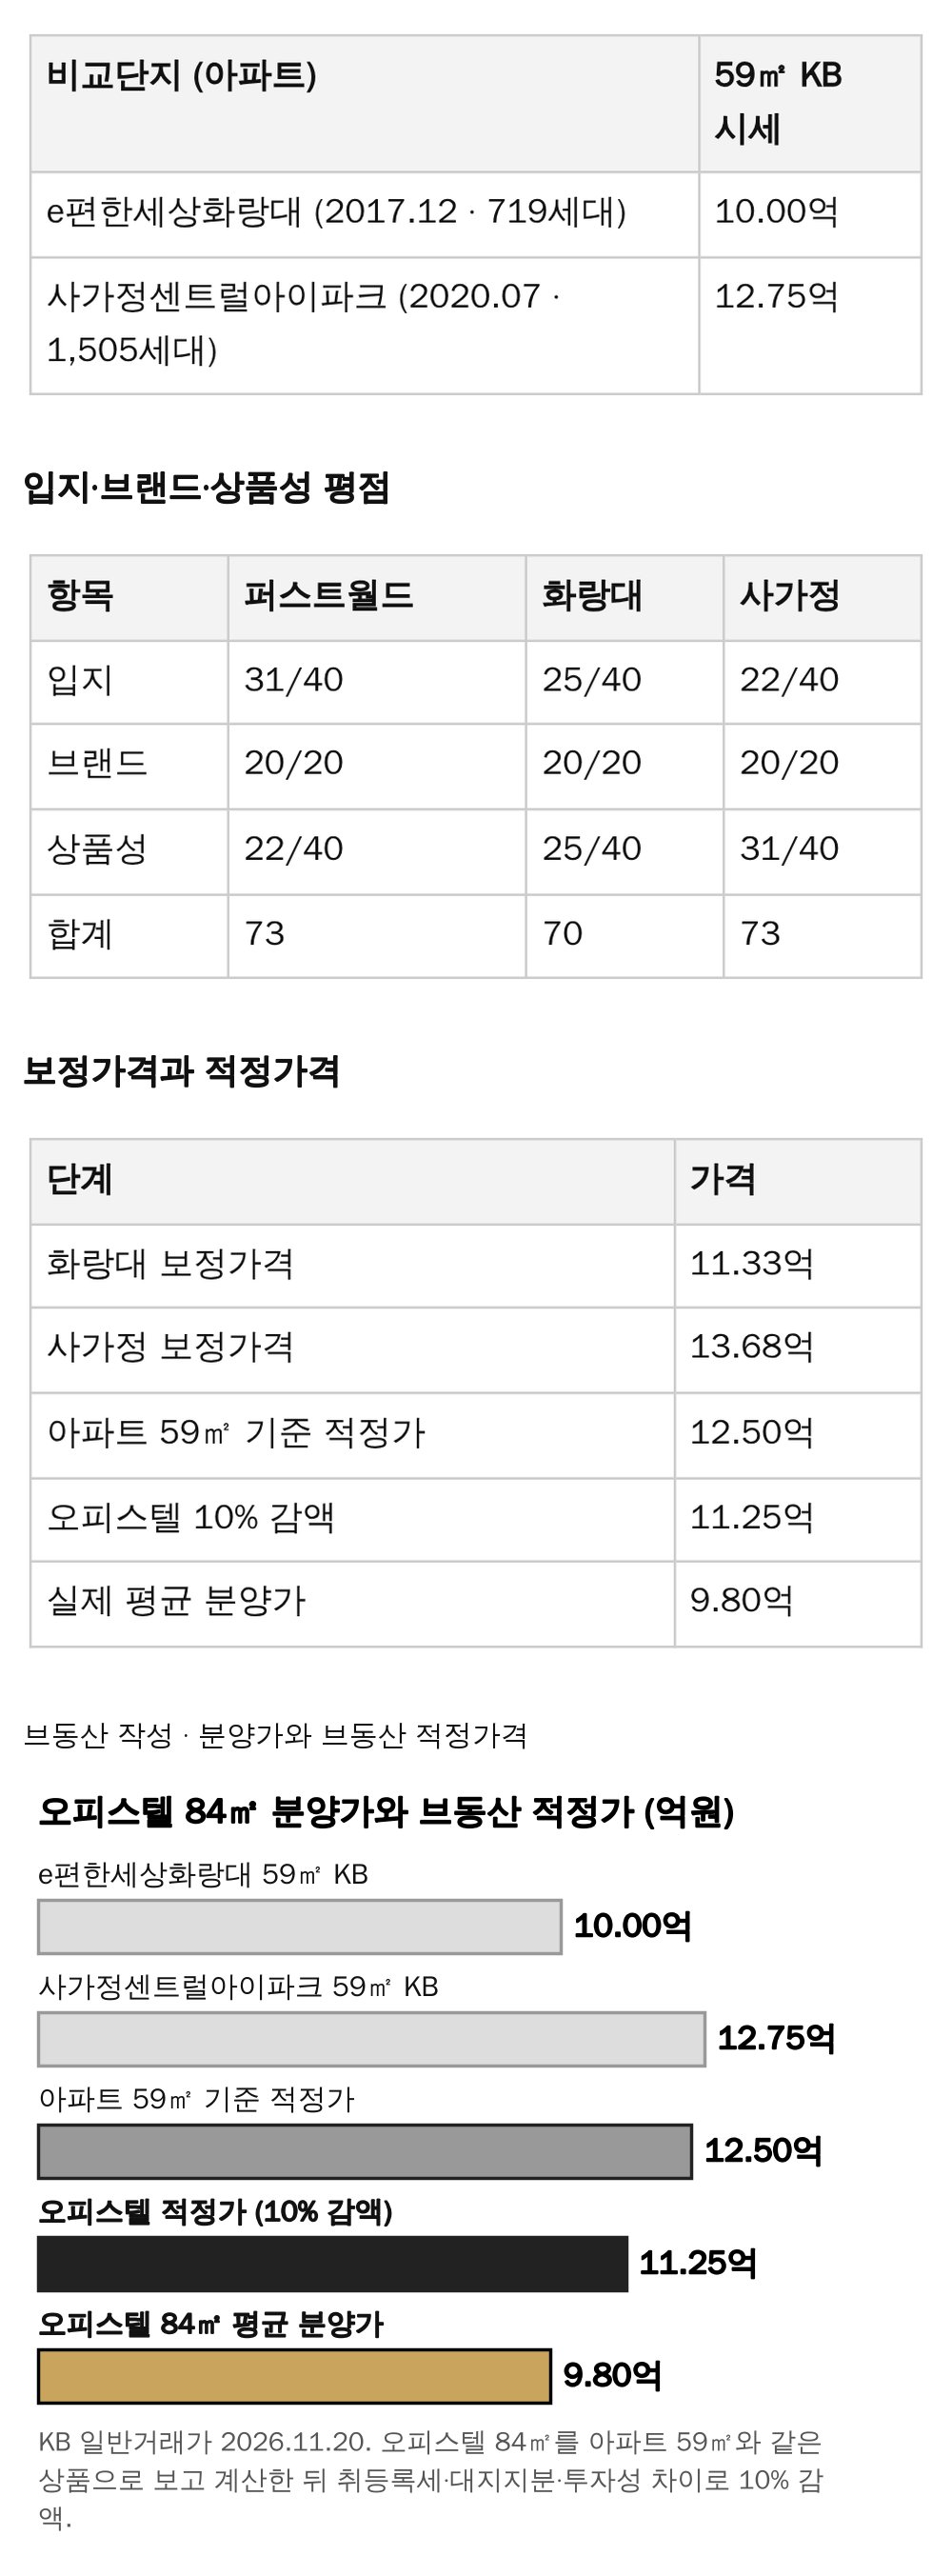 비교단지 (아파트)
59㎡ KB
시세
e편한세상화랑대 (2017.12 · 719세대)
10.00억
사가정센트럴아이파크 (2020.07 ·
1,505세대)
12.75억
입지·브랜드·상품성 평점
항목 퍼스트월드 화랑대 사가정
입지 31/40 25/40 22/40
브랜드 20/20 20/20 20/20
상품성 22/40 25/40 31/40
합계 73 70 73
보정가격과 적정가격
단계 가격
화랑대 보정가격 11.33억
사가정 보정가격 13.68억
아파트 59㎡ 기준 적정가 12.50억
오피스텔 10% 감액 11.25억
실제 평균 분양가 9.80억
브동산 작성 · 분양가와 브동산 적정가격
오피스텔 84㎡ 분양가와 브동산 적정가 (억원)
e편한세상화랑대 59㎡ KB
10.00억
사가정센트럴아이파크 59㎡ KB
12.75억
아파트 59㎡ 기준 적정가
12.50억
오피스텔 적정가 (10% 감액)
11.25억
오피스텔 84㎡ 평균 분양가
9.80억
KB 일반거래가 2026.11.20. 오피스텔 84㎡를 아파트 59㎡와 같은
상품으로 보고 계산한 뒤 취등록세·대지지분·투자성 차이로 10% 감
액.